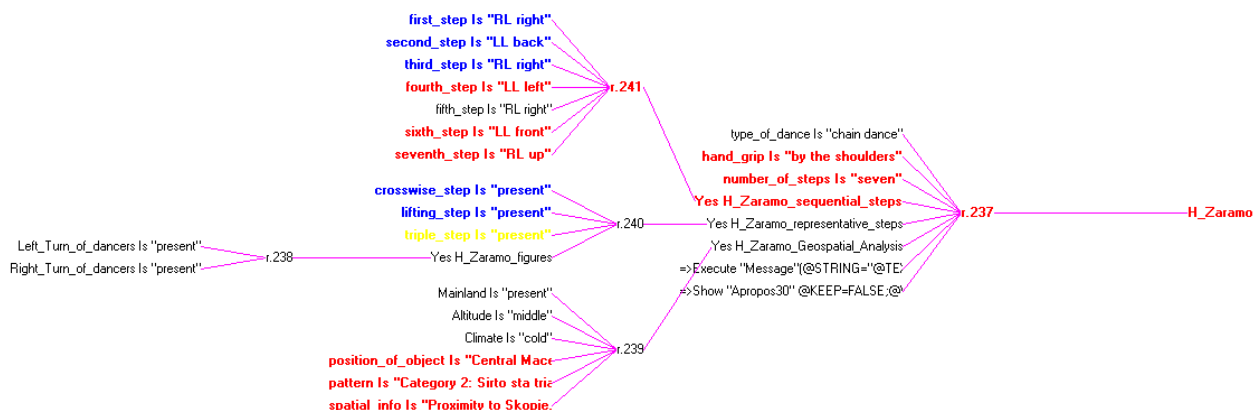 first_step Is "RL right"
second_step Is "LL back"
third_step Is "RL right"
fourth_step Is "LL left"
r.241
fifth_step Is "RL right"
sixth_step Is "LL front"
seventh_step Is "RL up"
type_of_dance Is "chain dance"
hand_grip Is "by the shoulders"
number_of_steps Is "seven"
crosswise_step Is "present"
Yes H_Zaramo_sequential_steps
lifting_step Is "present"
r.237
H_Zaramo
r.240
Yes H_Zaramo_representative_steps
triple_step Is "present"
Left_Turn_of_dancers Is "present"
r.238
Yes H_Zaramo_figures
Yes H_Zaramo_Geospatial_Analysis
Right_Turn_of_dancers Is "present"
=>Execute "Message"(@STRING="@TE
Mainland Is "present"
=>Show "Apropos30" @KEEP=FALSE;@
Altitude Is "middle"
Climate Is "cold"
r.239
position_of_object Is "Central Mace
pattern Is "Category 2: Sirto sta tria
spatial_info Is "Proximity to Skopie,